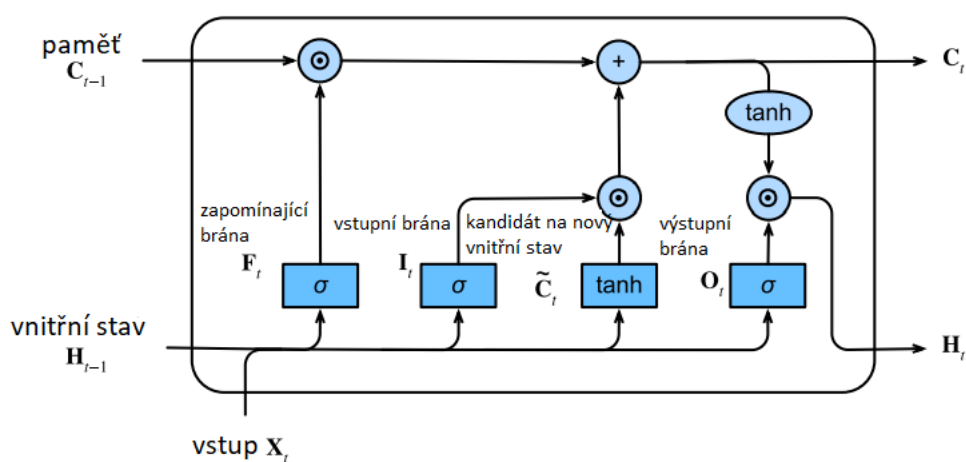 paměť
C_{t-1}
⊙
+
C_t
tanh
⊙
⊙
zapomínající
brána
F_t
vstupní brána
I_t
kandidát na nový
vnitřní stav
C̃_t
výstupní
brána
O_t
σ
σ
tanh
σ
vnitřní stav
H_{t-1}
H_t
vstup X_t